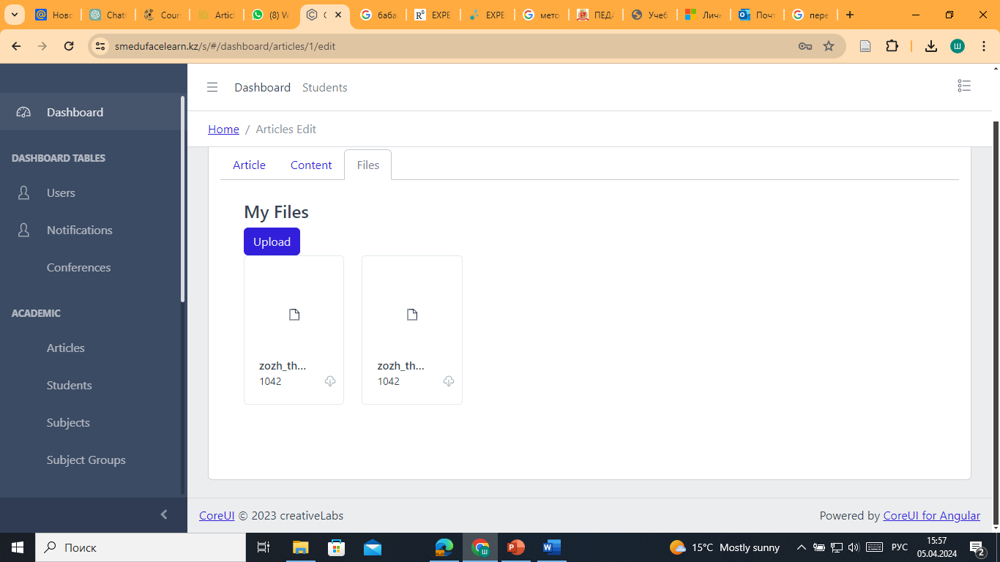 Ново
Chat
Cour
Articl
(8) W
C
баба
EXPE
EXPE
мето
ПЕДА
Учеб
Личн
Почт
пере
smedufacelearn.kz/s/#/dashboard/articles/1/edit
Ш
Dashboard
DASHBOARD TABLES
Users
Notifications
Conferences
ACADEMIC
Articles
Students
Subjects
Subject Groups
Dashboard Students
Home / Articles Edit
Article Content Files
My Files
Upload
zozh_th... zozh_th...
1042 1042
CoreUI © 2023 creativeLabs
Powered by CoreUI for Angular
Поиск
15°C Mostly sunny
РУС
15:57
05.04.2024
2